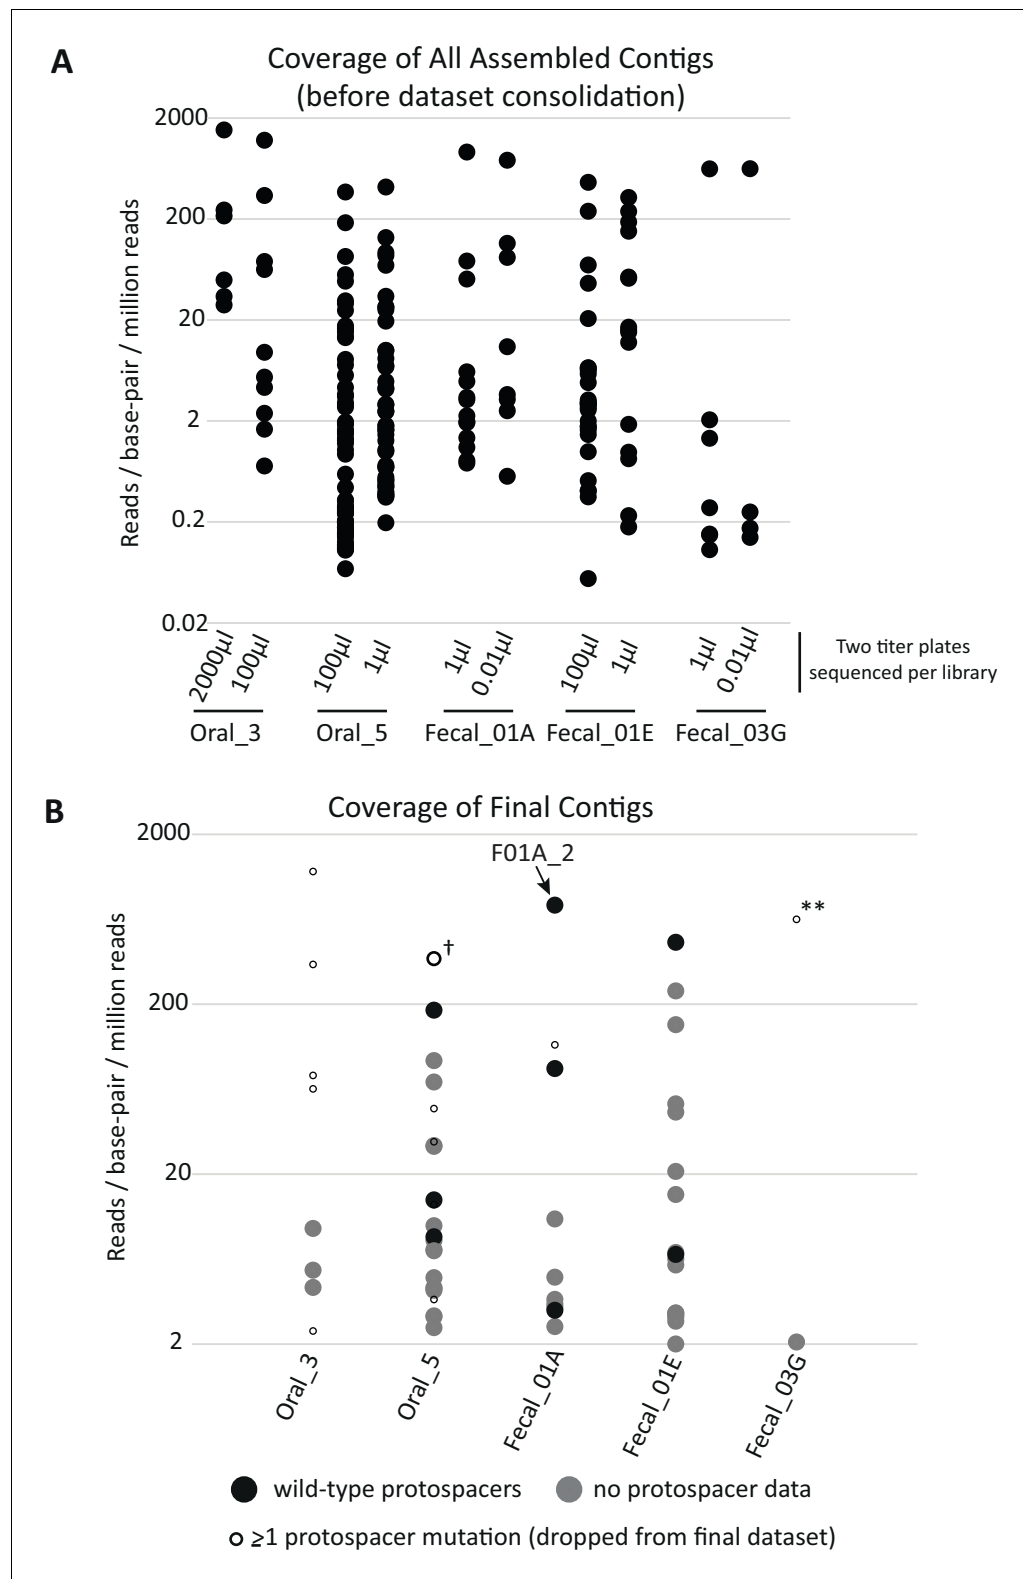 A
Coverage of All Assembled Contigs
(before dataset consolidation)
Reads / base-pair / million reads
2000
200
20
2
0.2
0.02
2000µl
100µl
100µl
1µl
1µl
0.01µl
100µl
1µl
1µl
0.01µl
Two titer plates
sequenced per library
Oral_3
Oral_5
Fecal_01A
Fecal_01E
Fecal_03G
B
Coverage of Final Contigs
Reads / base-pair / million reads
2000
200
20
2
F01A_2
†
**
Oral_3
Oral_5
Fecal_01A
Fecal_01E
Fecal_03G
wild-type protospacers
no protospacer data
≥1 protospacer mutation (dropped from final dataset)